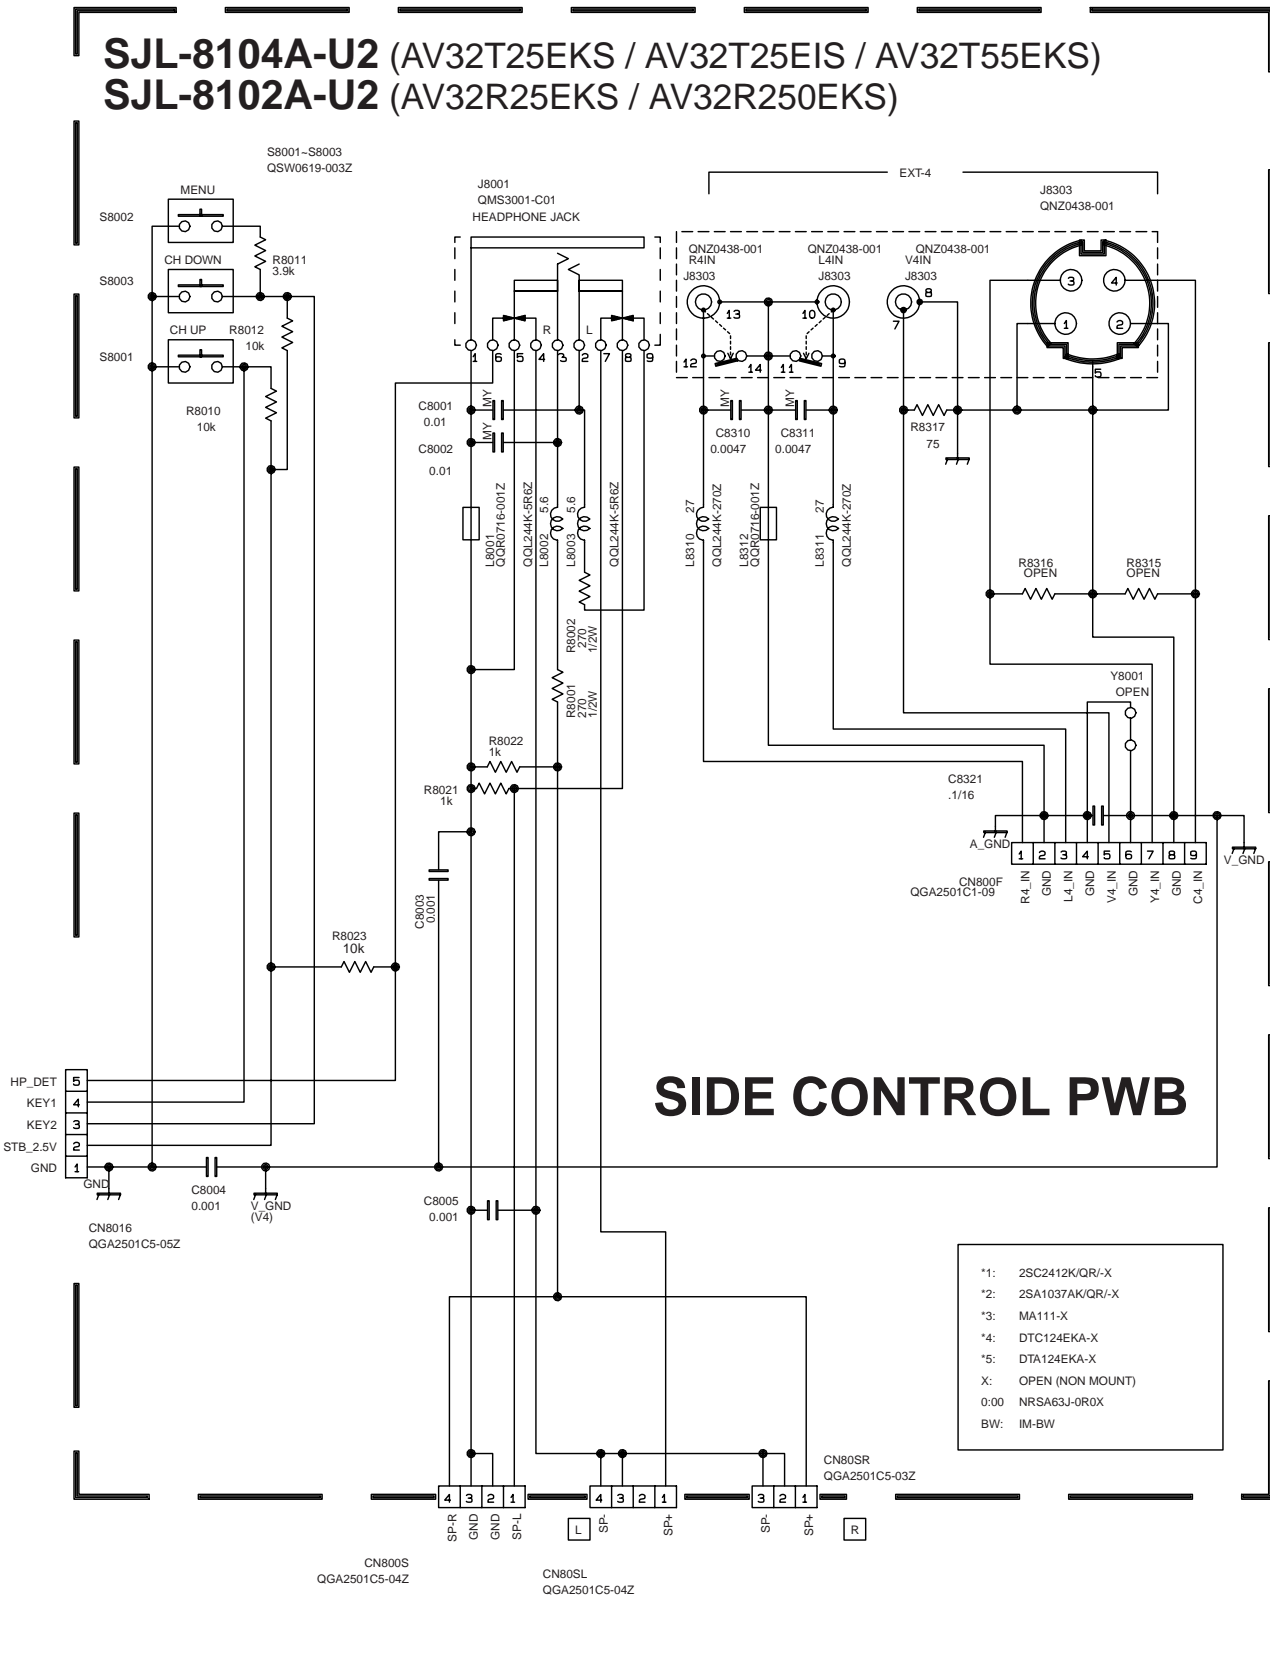 SJL-8104A-U2 (AV32T25EKS / AV32T25EIS / AV32T55EKS)
SJL-8102A-U2 (AV32R25EKS / AV32R250EKS)
S8001~S8003
QSW0619-003Z
MENU
S8002
R8011
3.9k
CH DOWN
S8003
CH UP
R8012
10k
S8001
R8010
10k
J8001
QMS3001-C01
HEADPHONE JACK
R
L
1
6
5
4
3
2
7
8
9
C8001
0.01
MY
C8002
0.01
MY
L8001
QQR0716-001Z
QQL244K-5R6Z
L8002
5.6
L8003
5.6
QQL244K-5R6Z
R8002
270
1/2W
R8001
270
1/2W
R8022
1k
R8021
1k
C8003
0.001
R8023
10k
EXT-4
J8303
QNZ0438-001
QNZ0438-001
R4IN
J8303
QNZ0438-001
L4IN
J8303
QNZ0438-001
V4IN
J8303
13
10
8
7
12
14
11
9
3
4
1
2
5
MY
MY
C8310
0.0047
C8311
0.0047
R8317
75
L8310
27
QQL244K-270Z
L8312
QQR0716-001Z
L8311
27
QQL244K-270Z
R8316
OPEN
R8315
OPEN
Y8001
OPEN
C8321
.1/16
A_GND
V_GND
1 2 3 4 5 6 7 8 9
CN800F
QGA2501C1-09
R4_IN
GND
L4_IN
GND
V4_IN
GND
Y4_IN
GND
C4_IN
SIDE CONTROL PWB
HP_DET 5
KEY1 4
KEY2 3
STB_2.5V 2
GND 1
GND
C8004
0.001
V_GND
(V4)
CN8016
QGA2501C5-05Z
C8005
0.001
*1: 2SC2412K/QR/-X
*2: 2SA1037AK/QR/-X
*3: MA111-X
*4: DTC124EKA-X
*5: DTA124EKA-X
X: OPEN (NON MOUNT)
0:00 NRSA63J-0R0X
BW: IM-BW
CN80SR
QGA2501C5-03Z
4 3 2 1
4 3 2 1
3 2 1
SP-R
GND
GND
SP-L
L
SP-
SP+
SP-
SP+
R
CN800S
QGA2501C5-04Z
CN80SL
QGA2501C5-04Z